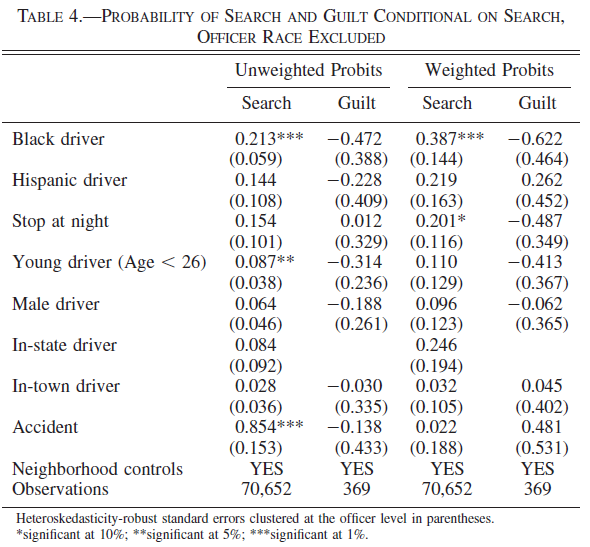 TABLE 4.—PROBABILITY OF SEARCH AND GUILT CONDITIONAL ON SEARCH,
OFFICER RACE EXCLUDED
Unweighted Probits Weighted Probits
Search Guilt Search Guilt
Black driver 0.213*** −0.472 0.387*** −0.622
(0.059) (0.388) (0.144) (0.464)
Hispanic driver 0.144 −0.228 0.219 0.262
(0.108) (0.409) (0.163) (0.452)
Stop at night 0.154 0.012 0.201* −0.487
(0.101) (0.329) (0.116) (0.349)
Young driver (Age < 26) 0.087** −0.314 0.110 −0.413
(0.038) (0.236) (0.129) (0.367)
Male driver 0.064 −0.188 0.096 −0.062
(0.046) (0.261) (0.123) (0.365)
In-state driver 0.084 0.246
(0.092) (0.194)
In-town driver 0.028 −0.030 0.032 0.045
(0.036) (0.335) (0.105) (0.402)
Accident 0.854*** −0.138 0.022 0.481
(0.153) (0.433) (0.188) (0.531)
Neighborhood controls YES YES YES YES
Observations 70,652 369 70,652 369
Heteroskedasticity-robust standard errors clustered at the officer level in parentheses.
*significant at 10%; **significant at 5%; ***significant at 1%.